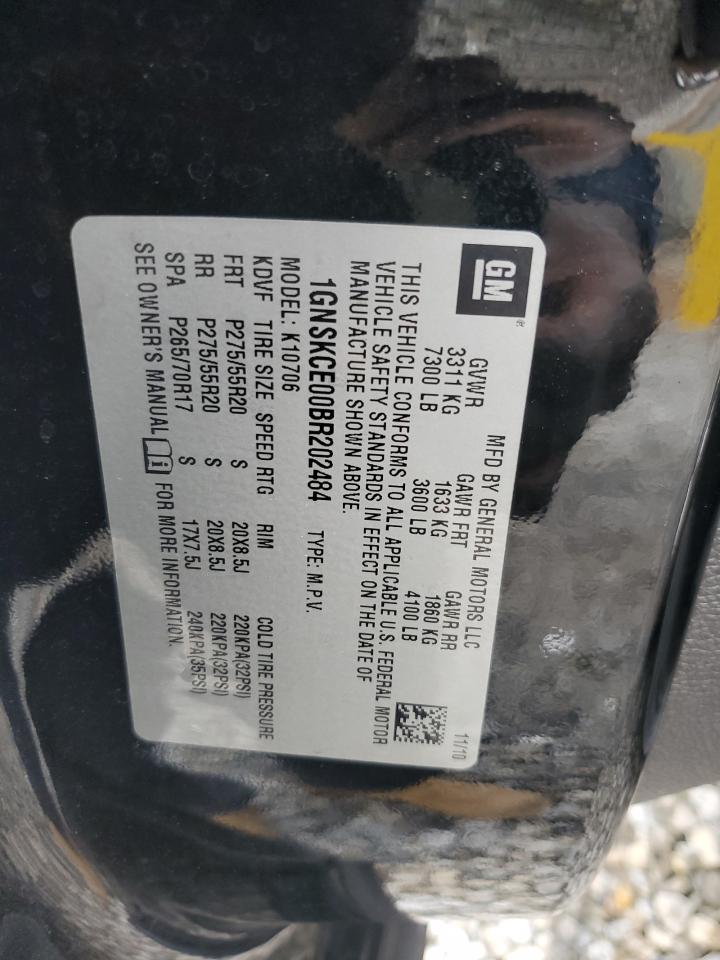 GM
MFD BY GENERAL MOTORS LLC 11/10
GVWR GAWR FRT GAWR RR
3311 KG 1633 KG 1860 KG
7300 LB 3600 LB 4100 LB
THIS VEHICLE CONFORMS TO ALL APPLICABLE U.S. FEDERAL MOTOR
VEHICLE SAFETY STANDARDS IN EFFECT ON THE DATE OF
MANUFACTURE SHOWN ABOVE.
1GNSKCE00BR202484 TYPE: M.P.V.
MODEL: K10706
KDVF TIRE SIZE SPEED RTG RIM COLD TIRE PRESSURE
FRT P275/55R20 S 20X8.5J 220KPA(32PSI)
RR P275/55R20 S 20X8.5J 220KPA(32PSI)
SPA P265/70R17 S 17X7.5J 240KPA(35PSI)
SEE OWNER'S MANUAL i FOR MORE INFORMATION.